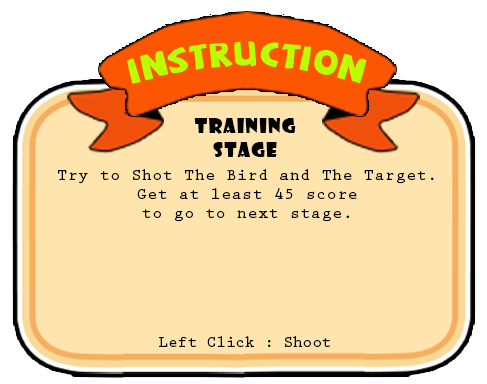 INSTRUCTION
TRAINING
STAGE
Try to Shot The Bird and The Target.
Get at least 45 score
to go to next stage.
Left Click : Shoot